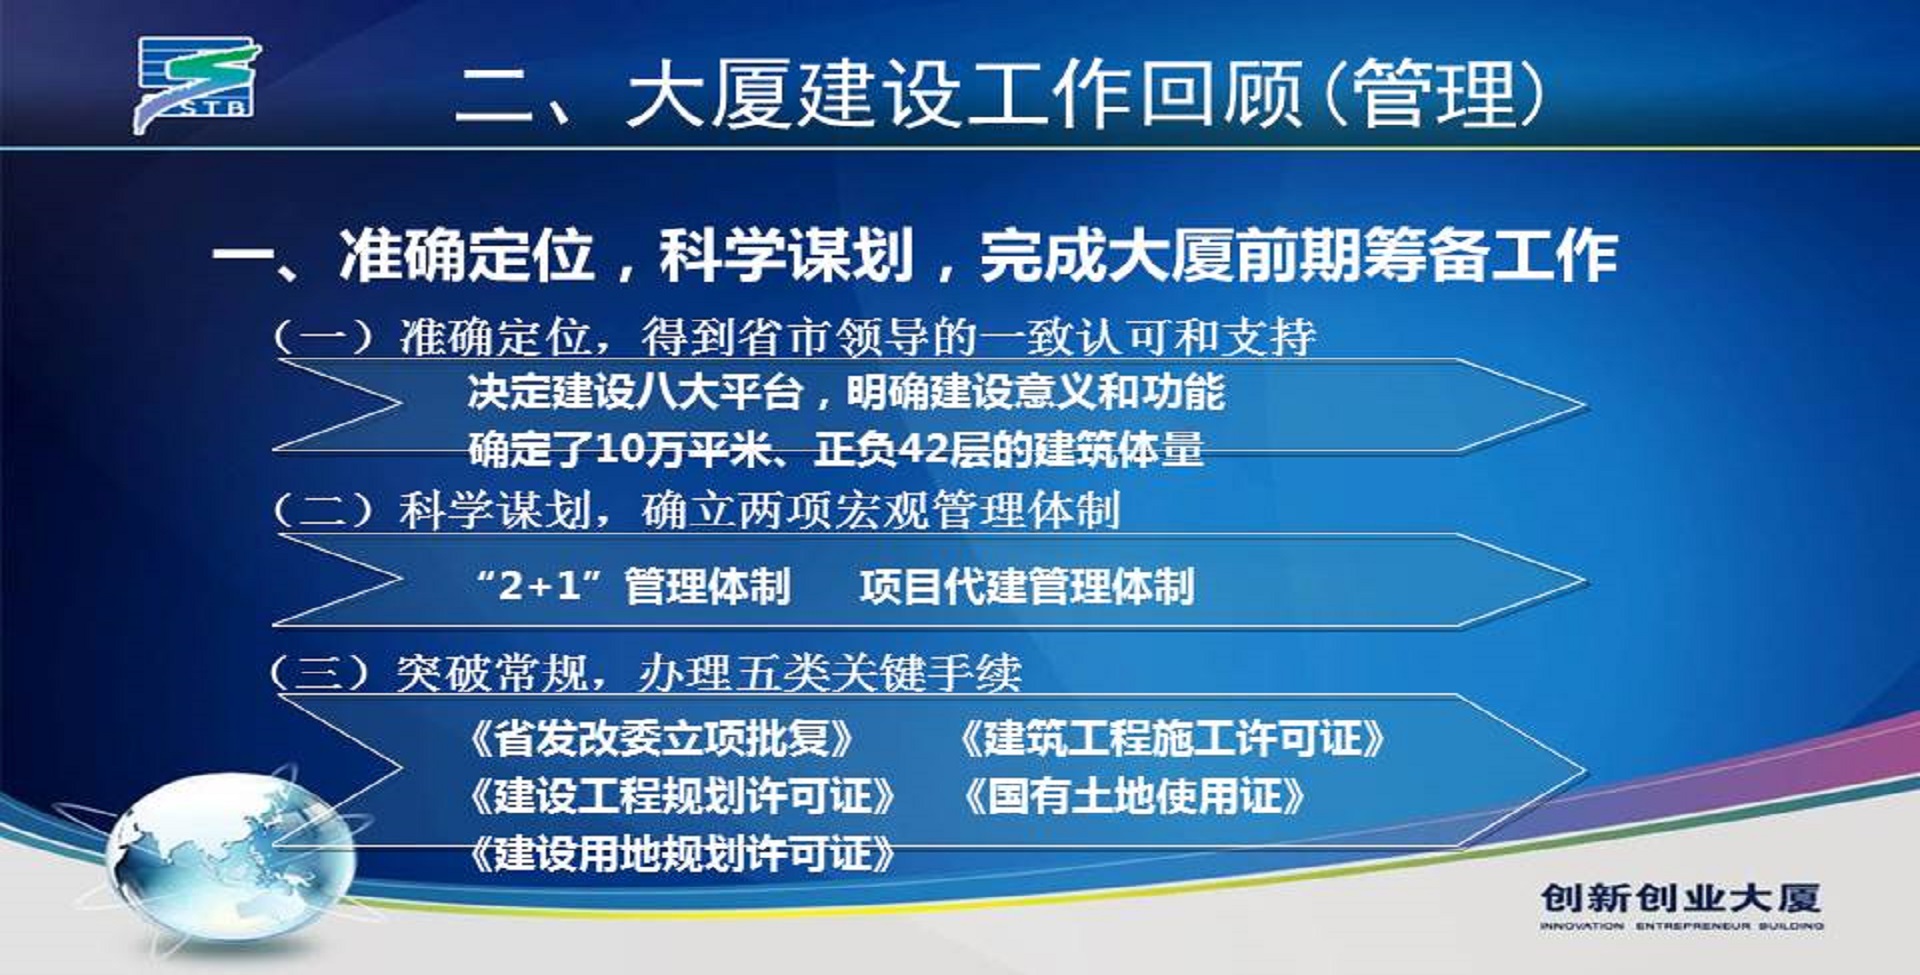 STB
二、大厦建设工作回顾(管理)
一、准确定位，科学谋划，完成大厦前期筹备工作
（一）准确定位，得到省市领导的一致认可和支持
决定建设八大平台，明确建设意义和功能
确定了10万平米、正负42层的建筑体量
（二）科学谋划，确立两项宏观管理体制
“2+1”管理体制 项目代建管理体制
（三）突破常规，办理五类关键手续
《省发改委立项批复》 《建筑工程施工许可证》
《建设工程规划许可证》 《国有土地使用证》
《建设用地规划许可证》
创新创业大厦
INNOVATION ENTREPRENEUR BUILDING